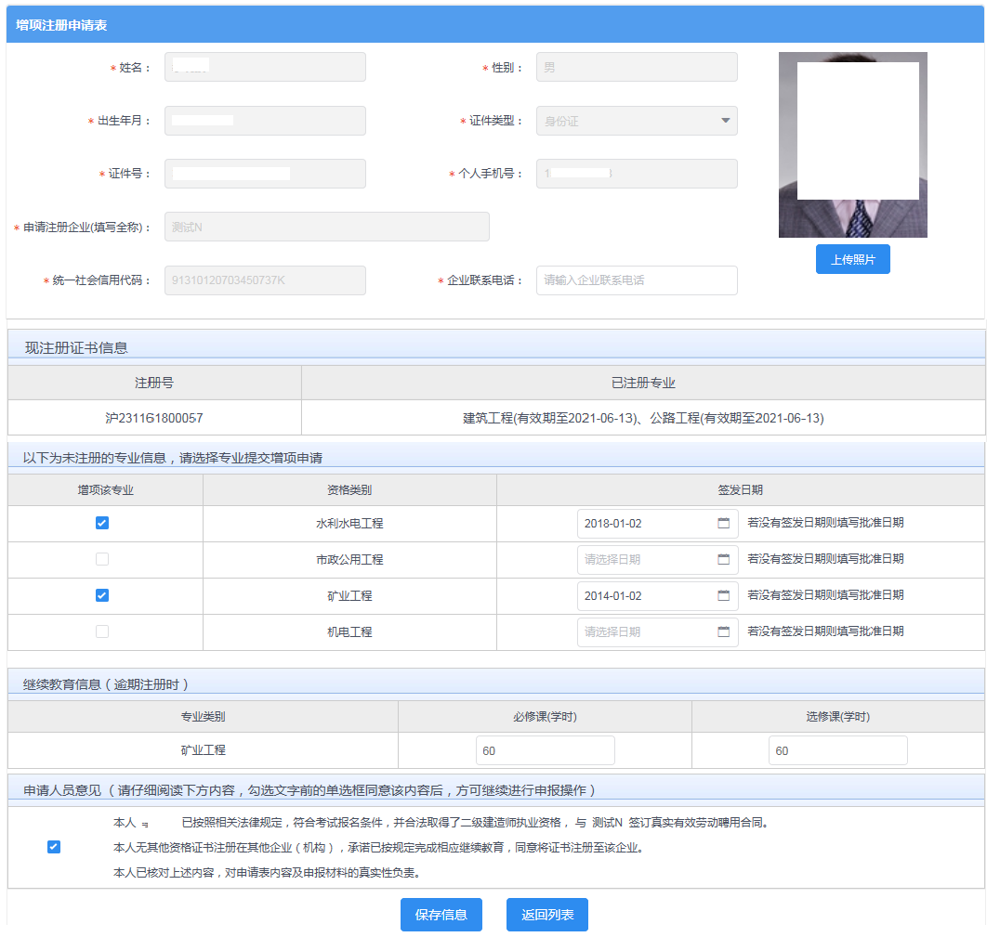 增项注册申请表
* 姓名：
* 性别： 男
* 出生年月：
* 证件类型： 身份证
* 证件号：
* 个人手机号： 1
* 申请注册企业(填写全称)： 测试N
* 统一社会信用代码： 91310120703450737K
* 企业联系电话： 请输入企业联系电话
上传照片
现注册证书信息
注册号 已注册专业
沪231161800057 建筑工程(有效期至2021-06-13)、公路工程(有效期至2021-06-13)
以下为未注册的专业信息，请选择专业提交增项申请
增项该专业 资格类别 签发日期
水利水电工程 2018-01-02 若没有签发日期则填写批准日期
市政公用工程 请选择日期 若没有签发日期则填写批准日期
矿业工程 2014-01-02 若没有签发日期则填写批准日期
机电工程 请选择日期 若没有签发日期则填写批准日期
继续教育信息（逾期注册时）
专业类别 必修课(学时) 选修课(学时)
矿业工程 60 60
申请人员意见（请仔细阅读下方内容，勾选文字前的单选框同意该内容后，方可继续进行申报操作）
本人 已按照相关法律规定，符合考试报名条件，并合法取得了二级建造师执业资格， 与 测试N 签订真实有效劳动聘用合同。
本人无其他资格证书注册在其他企业（机构），承诺已按规定完成相应继续教育，同意将证书注册至该企业。
本人已核对上述内容，对申请表内容及申报材料的真实性负责。
保存信息 返回列表